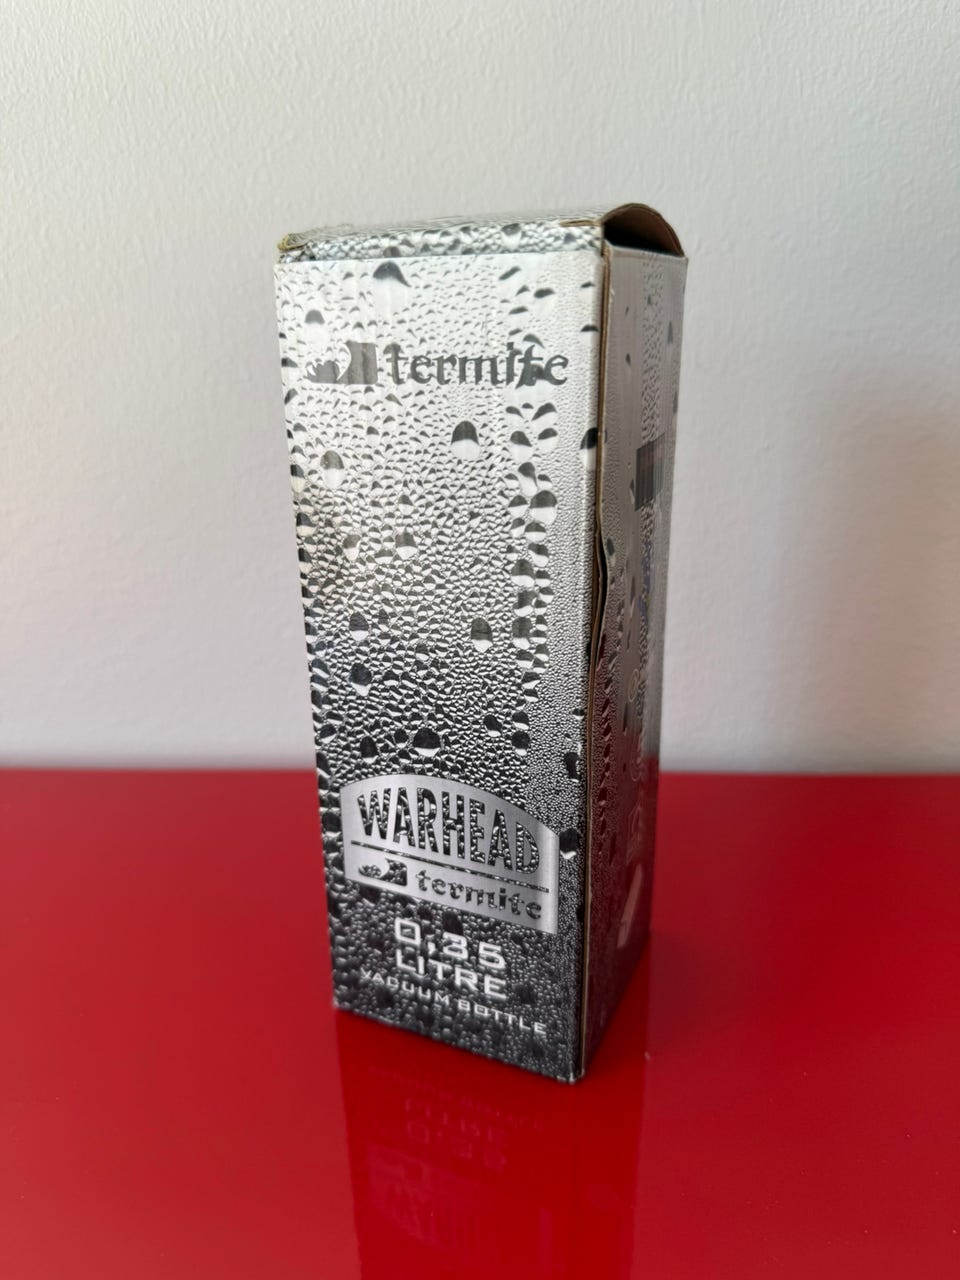 termite
WARHEAD
termite
0,35
LITRE
VACUUM BOTTLE